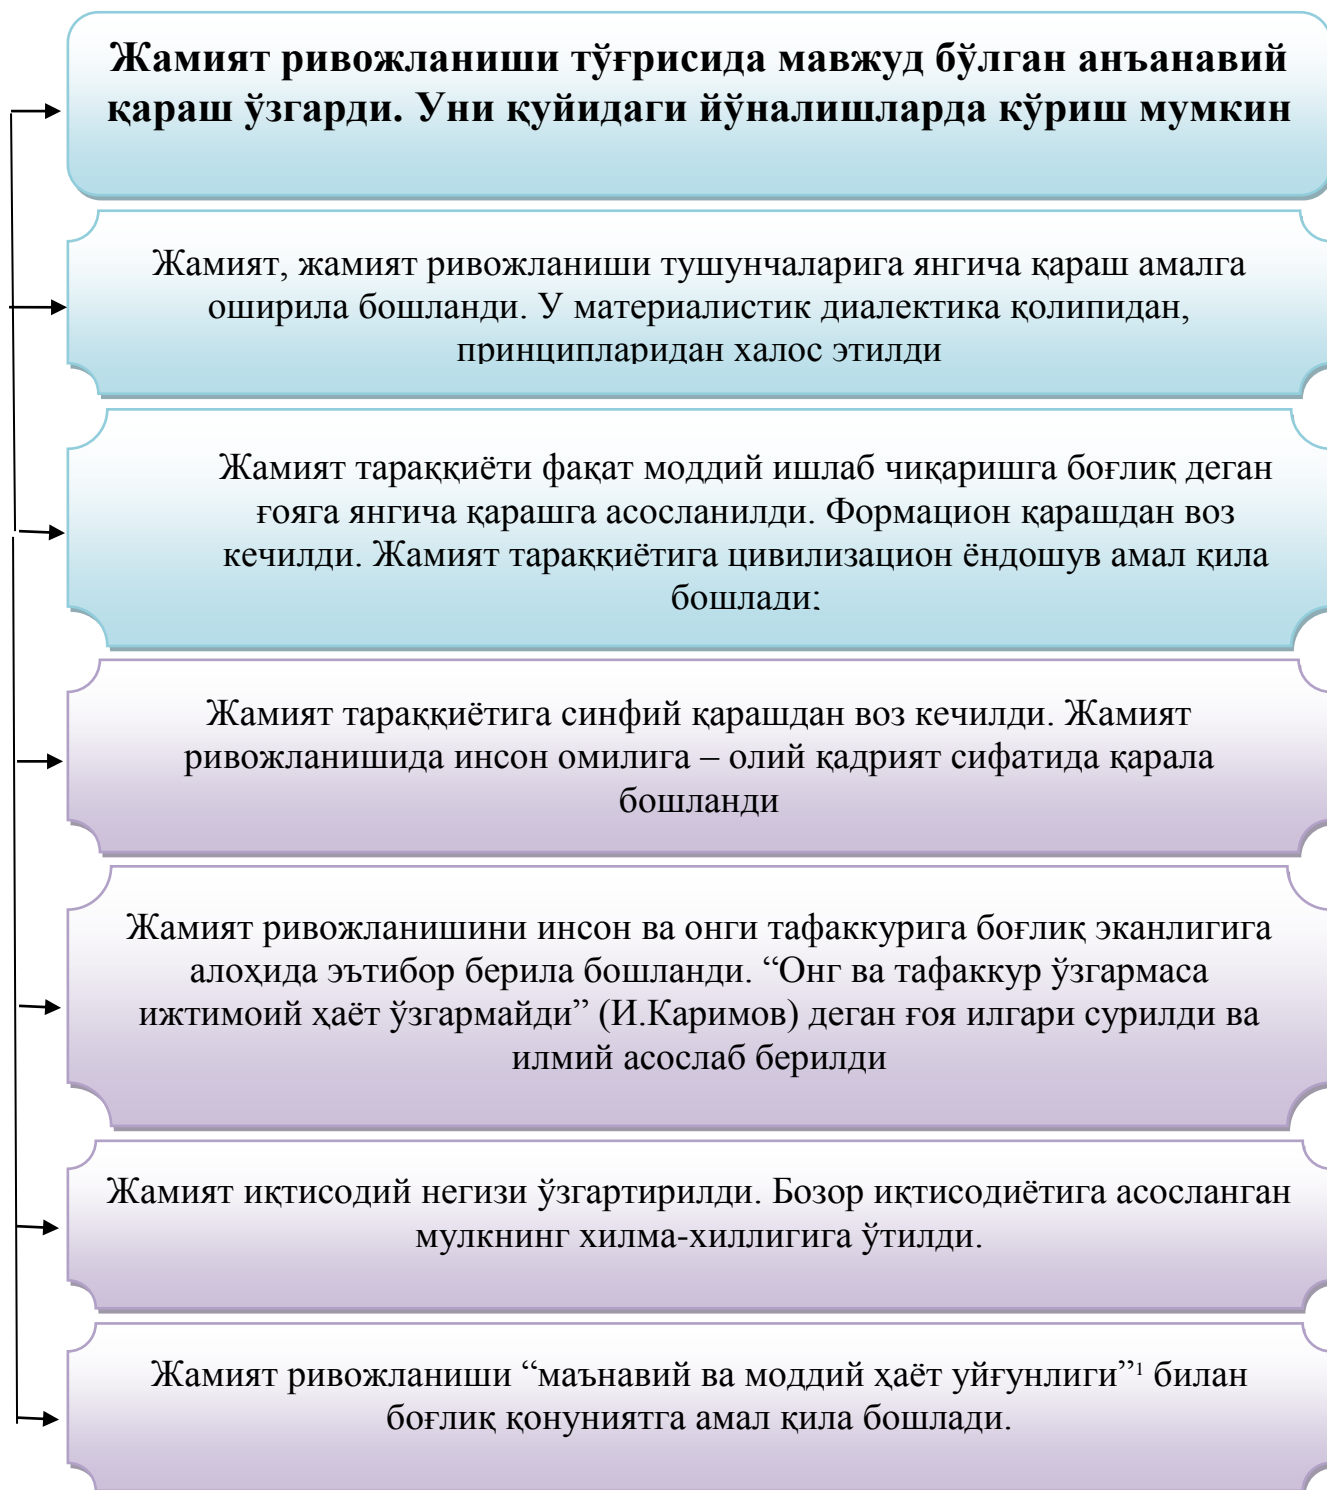 Жамият ривожланиши тўғрисида мавжуд бўлган анъанавий
қараш ўзгарди. Уни қуйидаги йўналишларда кўриш мумкин
Жамият, жамият ривожланиши тушунчаларига янгича қараш амалга
оширила бошланди. У материалистик диалектика қолипидан,
принципларидан халос этилди
Жамият тараққиёти фақат моддий ишлаб чиқаришга боғлиқ деган
ғояга янгича қарашга асосланилди. Формацион қарашдан воз
кечилди. Жамият тараққиётига цивилизацион ёндошув амал қила
бошлади;
Жамият тараққиётига синфий қарашдан воз кечилди. Жамият
ривожланишида инсон омилига – олий қадрият сифатида қарала
бошланди
Жамият ривожланишини инсон ва онги тафаккурига боғлиқ эканлигига
алоҳида эътибор берила бошланди. “Онг ва тафаккур ўзгармаса
ижтимоий ҳаёт ўзгармайди” (И.Каримов) деган ғоя илгари сурилди ва
илмий асослаб берилди
Жамият иқтисодий негизи ўзгартирилди. Бозор иқтисодиётига асосланган
мулкнинг хилма-хиллигига ўтилди.
Жамият ривожланиши “маънавий ва моддий ҳаёт уйғунлиги”¹ билан
боғлиқ қонуниятга амал қила бошлади.